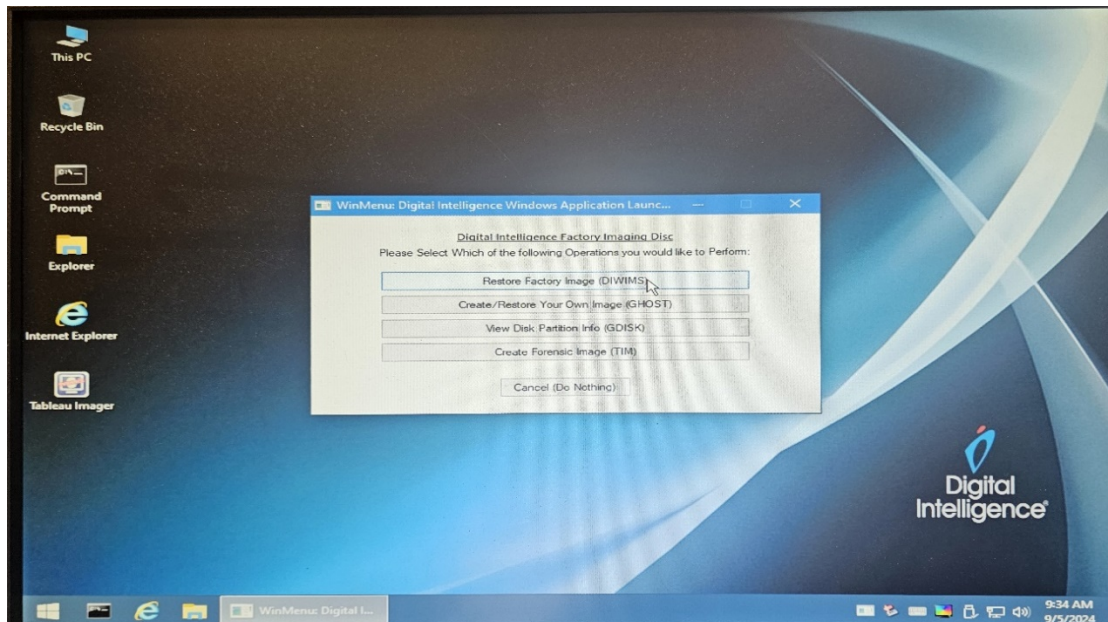 This PC
Recycle Bin
Command
Prompt
Explorer
Internet Explorer
Tableau Imager
WinMenu: Digital Intelligence Windows Application Launc...
Digital Intelligence Factory Imaging Disc
Please Select Which of the following Operations you would like to Perform:
Restore Factory Image (DIWIMS)
Create/Restore Your Own Image (GHOST)
View Disk Partition Info (GDISK)
Create Forensic Image (TIM)
Cancel (Do Nothing)
Digital
Intelligence®
WinMenu: Digital I...
9:34 AM
9/5/2024